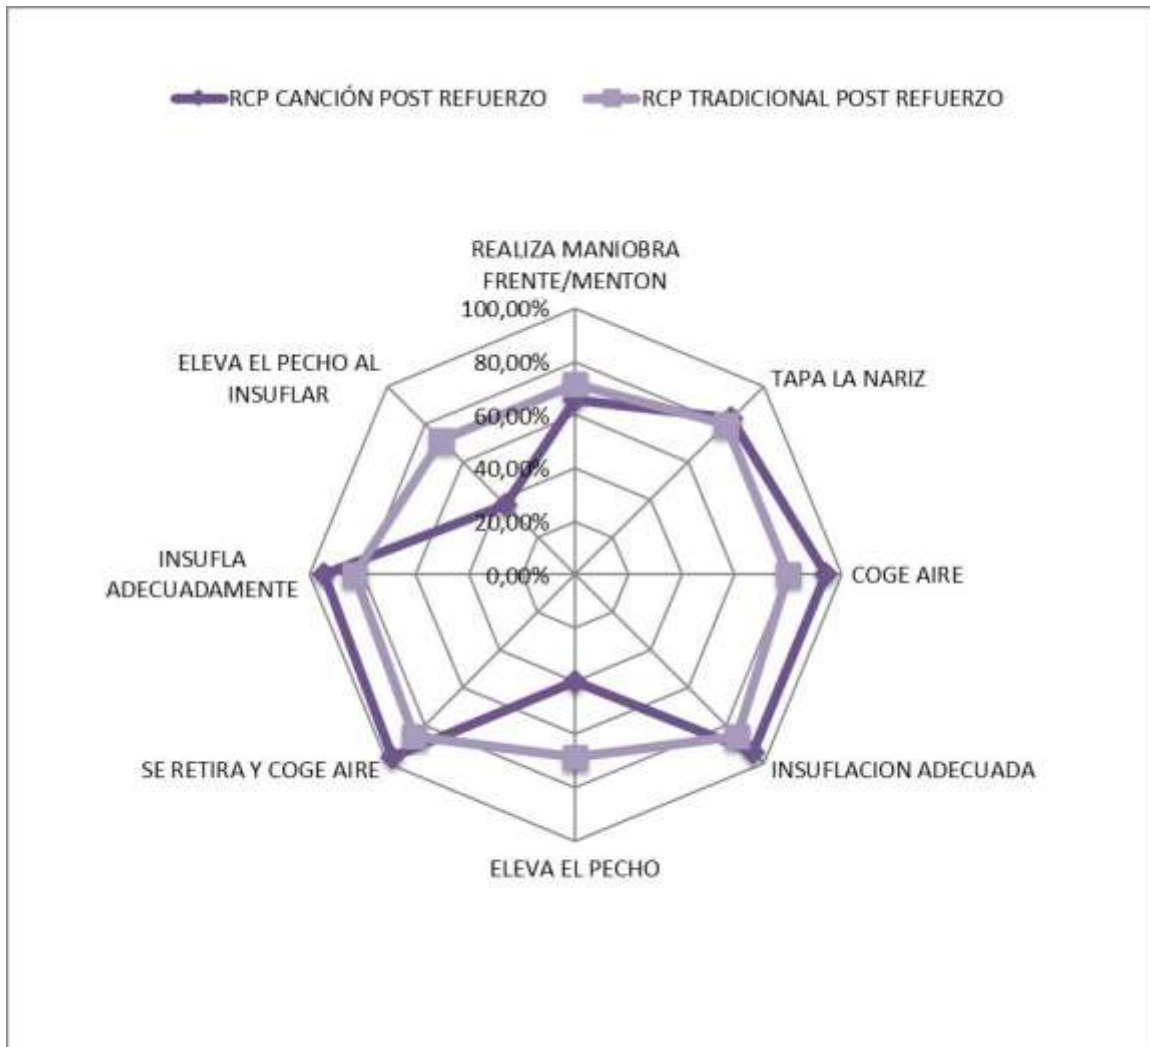 RCP CANCIÓN POST REFUERZO
RCP TRADICIONAL POST REFUERZO
REALIZA MANIOBRA
FRENTE/MENTON
100,00%
80,00%
60,00%
40,00%
20,00%
0,00%
TAPA LA NARIZ
COGE AIRE
INSUFLACION ADECUADA
ELEVA EL PECHO
SE RETIRA Y COGE AIRE
INSUFLA
ADECUADAMENTE
ELEVA EL PECHO AL
INSUFLAR